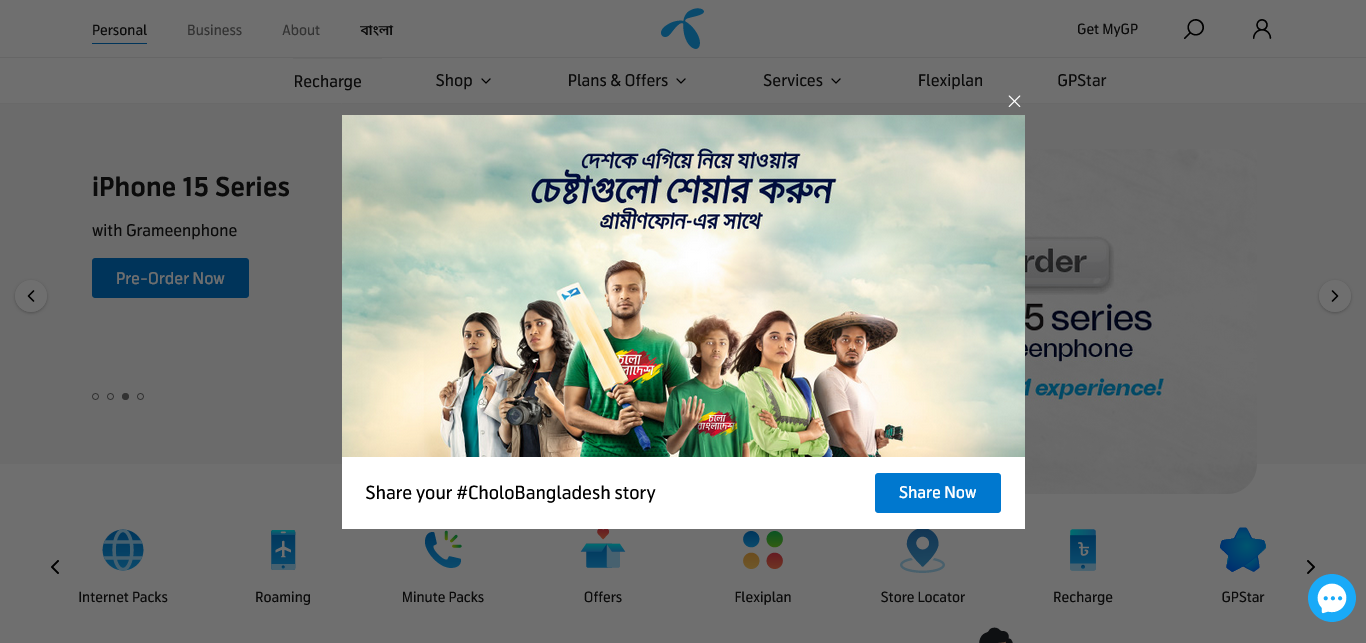 Personal
Business
About
বাংলা
Get MyGP
Recharge
Shop
Plans & Offers
Services
Flexiplan
GPStar
iPhone 15 Series
with Grameenphone
Pre-Order Now
দেশকে এগিয়ে নিয়ে যাওয়ার
চেষ্টাগুলো শেয়ার করুন
গ্রামীণফোন-এর সাথে
চলো
বাংলাদেশ
rder
5 series
enphone
experience!
Share your #CholoBangladesh story
Share Now
Internet Packs
Roaming
Minute Packs
Offers
Flexiplan
Store Locator
Recharge
GPStar